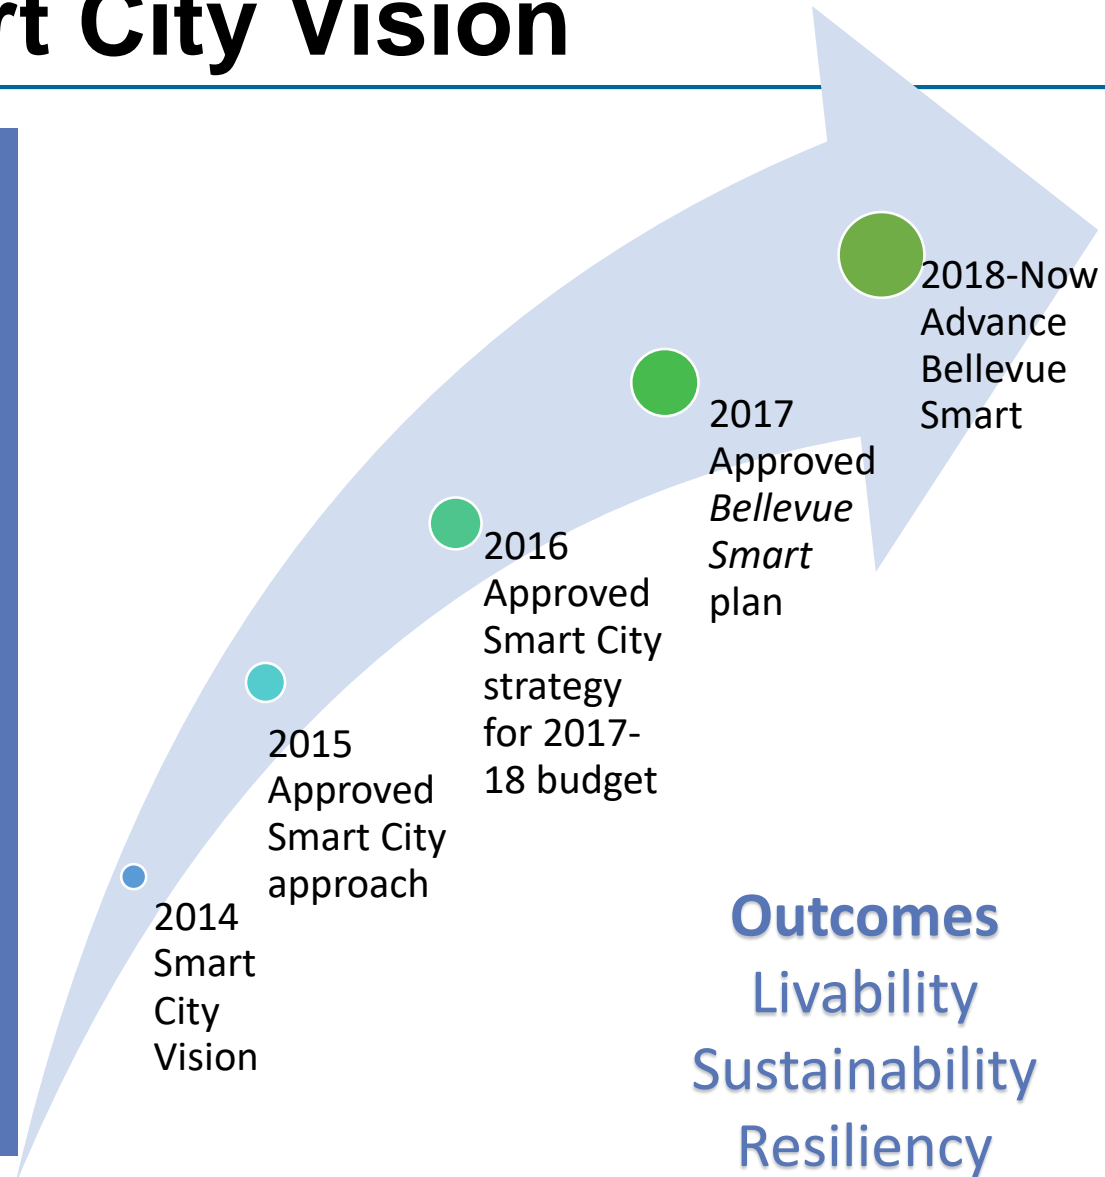 rt City Vision
2018-Now
Advance
Bellevue
Smart
2017
Approved
Bellevue
Smart
plan
2016
Approved
Smart City
strategy
for 2017-
18 budget
2015
Approved
Smart City
approach
2014
Smart
City
Vision
Outcomes
Livability
Sustainability
Resiliency